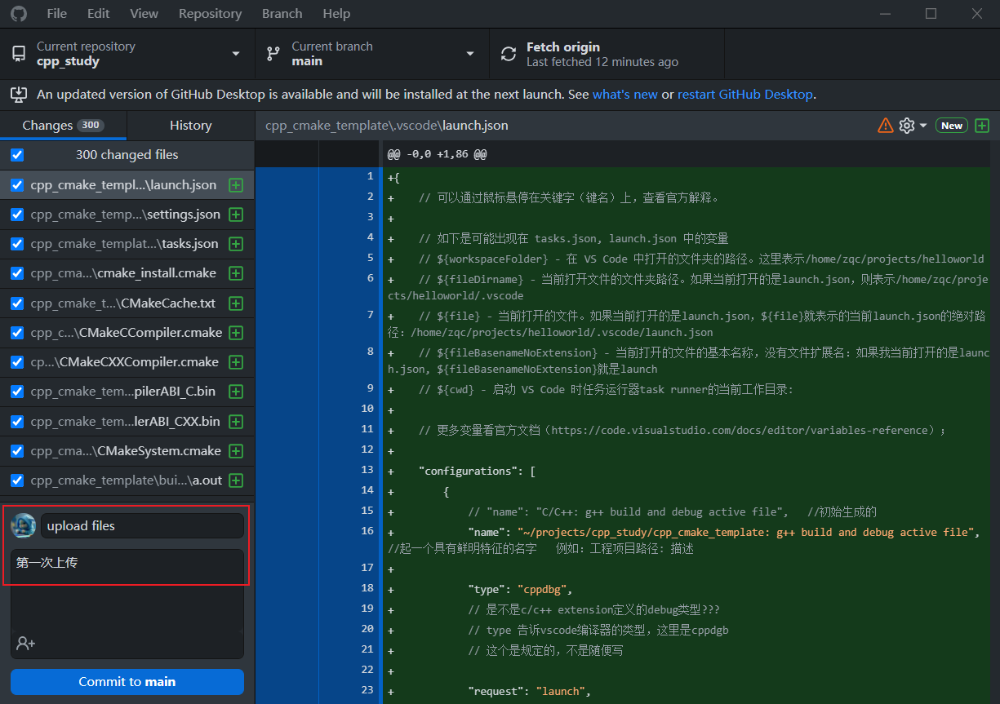 File Edit View Repository Branch Help
Current repository
cpp_study
Current branch
main
Fetch origin
Last fetched 12 minutes ago
An updated version of GitHub Desktop is available and will be installed at the next launch. See what's new or restart GitHub Desktop.
Changes 300
History
300 changed files
cpp_cmake_templ...\launch.json
cpp_cmake_temp...\settings.json
cpp_cmake_templat...\tasks.json
cpp_cma...\cmake_install.cmake
cpp_cmake_t...\CMakeCache.txt
cpp_c...\CMakeCCompiler.cmake
cp...\CMakeCXXCompiler.cmake
cpp_cmake_tem...pilerABI_C.bin
cpp_cmake_tem...lerABI_CXX.bin
cpp_cma...\CMakeSystem.cmake
cpp_cmake_template\bui...\a.out
upload files
第一次上传
Commit to main
cpp_cmake_template\.vscode\launch.json
New
@@ -0,0 +1,86 @@
1 +{
2 + // 可以通过鼠标悬停在关键字（键名）上，查看官方解释。
3 +
4 + // 如下是可能出现在 tasks.json, launch.json 中的变量
5 + // ${workspaceFolder} - 在 VS Code 中打开的文件夹的路径。这里表示/home/zqc/projects/helloworld
6 + // ${fileDirname} - 当前打开文件的文件夹路径。如果当前打开的是launch.json，则表示/home/zqc/proje
cts/helloworld/.vscode
7 + // ${file} - 当前打开的文件。如果当前打开的是launch.json，${file}就表示的当前launch.json的绝对路
径：/home/zqc/projects/helloworld/.vscode/launch.json
8 + // ${fileBasenameNoExtension} - 当前打开的文件的基本名称，没有文件扩展名：如果我当前打开的是launc
h.json, ${fileBasenameNoExtension}就是launch
9 + // ${cwd} - 启动 VS Code 时任务运行器task runner的当前工作目录:
10 +
11 + // 更多变量看官方文档（https://code.visualstudio.com/docs/editor/variables-reference）;
12 +
13 + "configurations": [
14 + {
15 + // "name": "C/C++: g++ build and debug active file", //初始生成的
16 + "name": "~/projects/cpp_study/cpp_cmake_template: g++ build and debug active file",
//起一个具有鲜明特征的名字 例如：工程项目路径：描述
17 +
18 + "type": "cppdbg",
19 + // 是不是c/c++ extension定义的debug类型???
20 + // type 告诉vscode编译器的类型，这里是cppdgb
21 + // 这个是规定的，不是随便写
22 +
23 + "request": "launch",